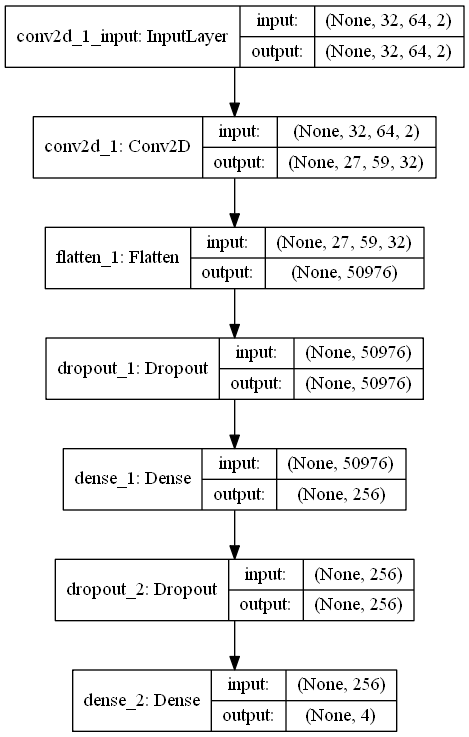 conv2d_1_input: InputLayer
input: (None, 32, 64, 2)
output: (None, 32, 64, 2)
conv2d_1: Conv2D
input: (None, 32, 64, 2)
output: (None, 27, 59, 32)
flatten_1: Flatten
input: (None, 27, 59, 32)
output: (None, 50976)
dropout_1: Dropout
input: (None, 50976)
output: (None, 50976)
dense_1: Dense
input: (None, 50976)
output: (None, 256)
dropout_2: Dropout
input: (None, 256)
output: (None, 256)
dense_2: Dense
input: (None, 256)
output: (None, 4)